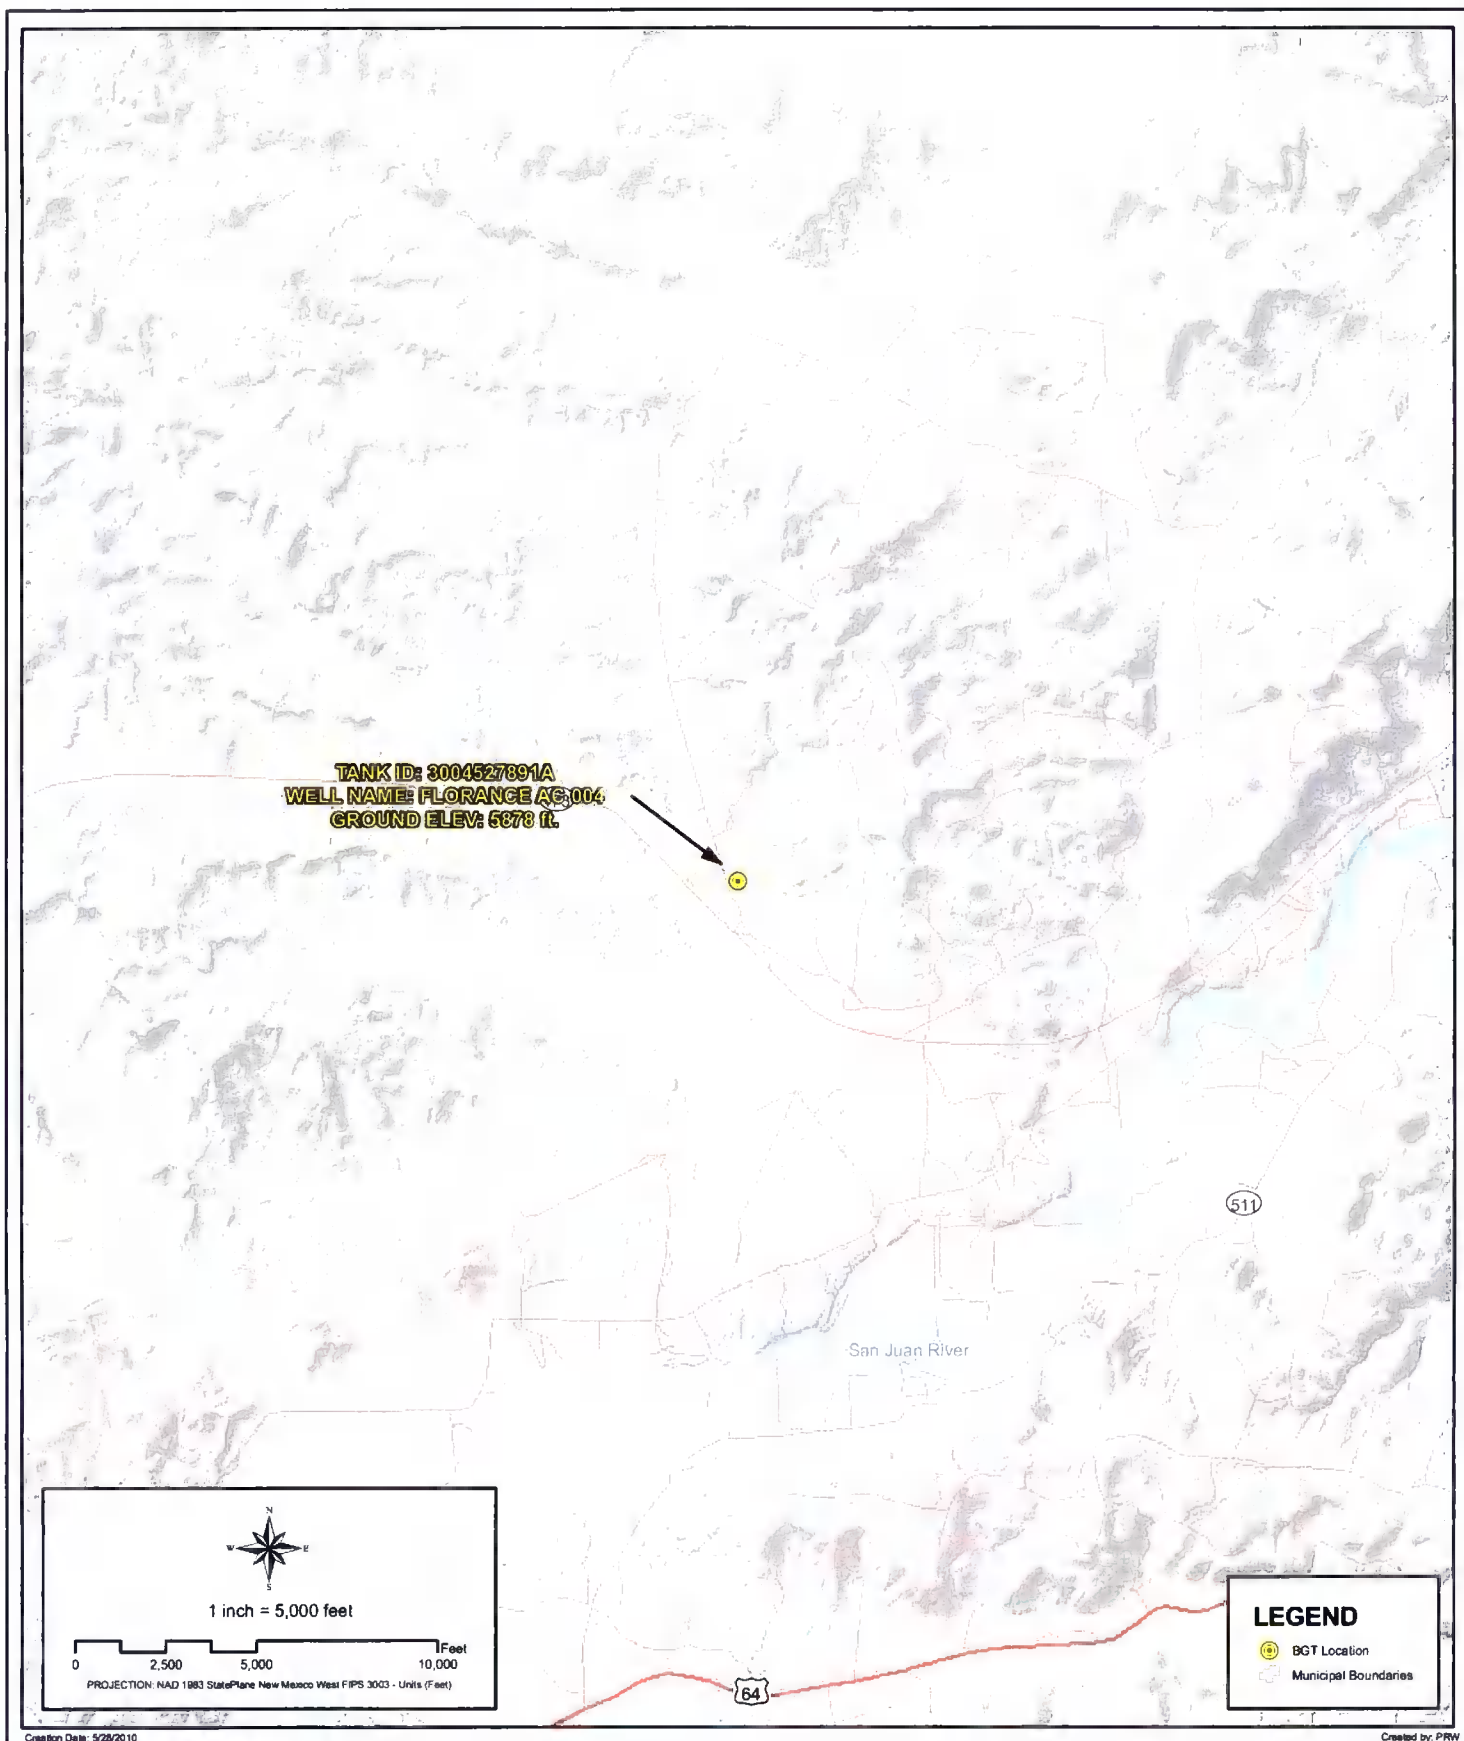 TANK ID: 3004527891A
WELL NAME: FLORANCE AC 004
GROUND ELEV: 5878 ft.
511
San Juan River
N
W E
S
1 inch = 5,000 feet
Feet
0 2,500 5,000 10,000
PROJECTION: NAD 1983 StatePlane New Mexico West FIPS 3003 - Units (Feet)
64
LEGEND
BGT Location
Municipal Boundaries
Creation Date: 5/28/2010
Created by: PRW